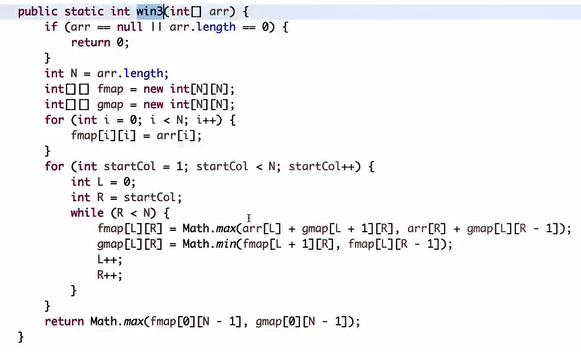 public static int win3(int[] arr) {
    if (arr == null || arr.length == 0) {
        return 0;
    }
    int N = arr.length;
    int[][] fmap = new int[N][N];
    int[][] gmap = new int[N][N];
    for (int i = 0; i < N; i++) {
        fmap[i][i] = arr[i];
    }
    for (int startCol = 1; startCol < N; startCol++) {
        int L = 0;
        int R = startCol;
        while (R < N) {
            fmap[L][R] = Math.max(arr[L] + gmap[L + 1][R], arr[R] + gmap[L][R - 1]);
            gmap[L][R] = Math.min(fmap[L + 1][R], fmap[L][R - 1]);
            L++;
            R++;
        }
    }
    return Math.max(fmap[0][N - 1], gmap[0][N - 1]);
}